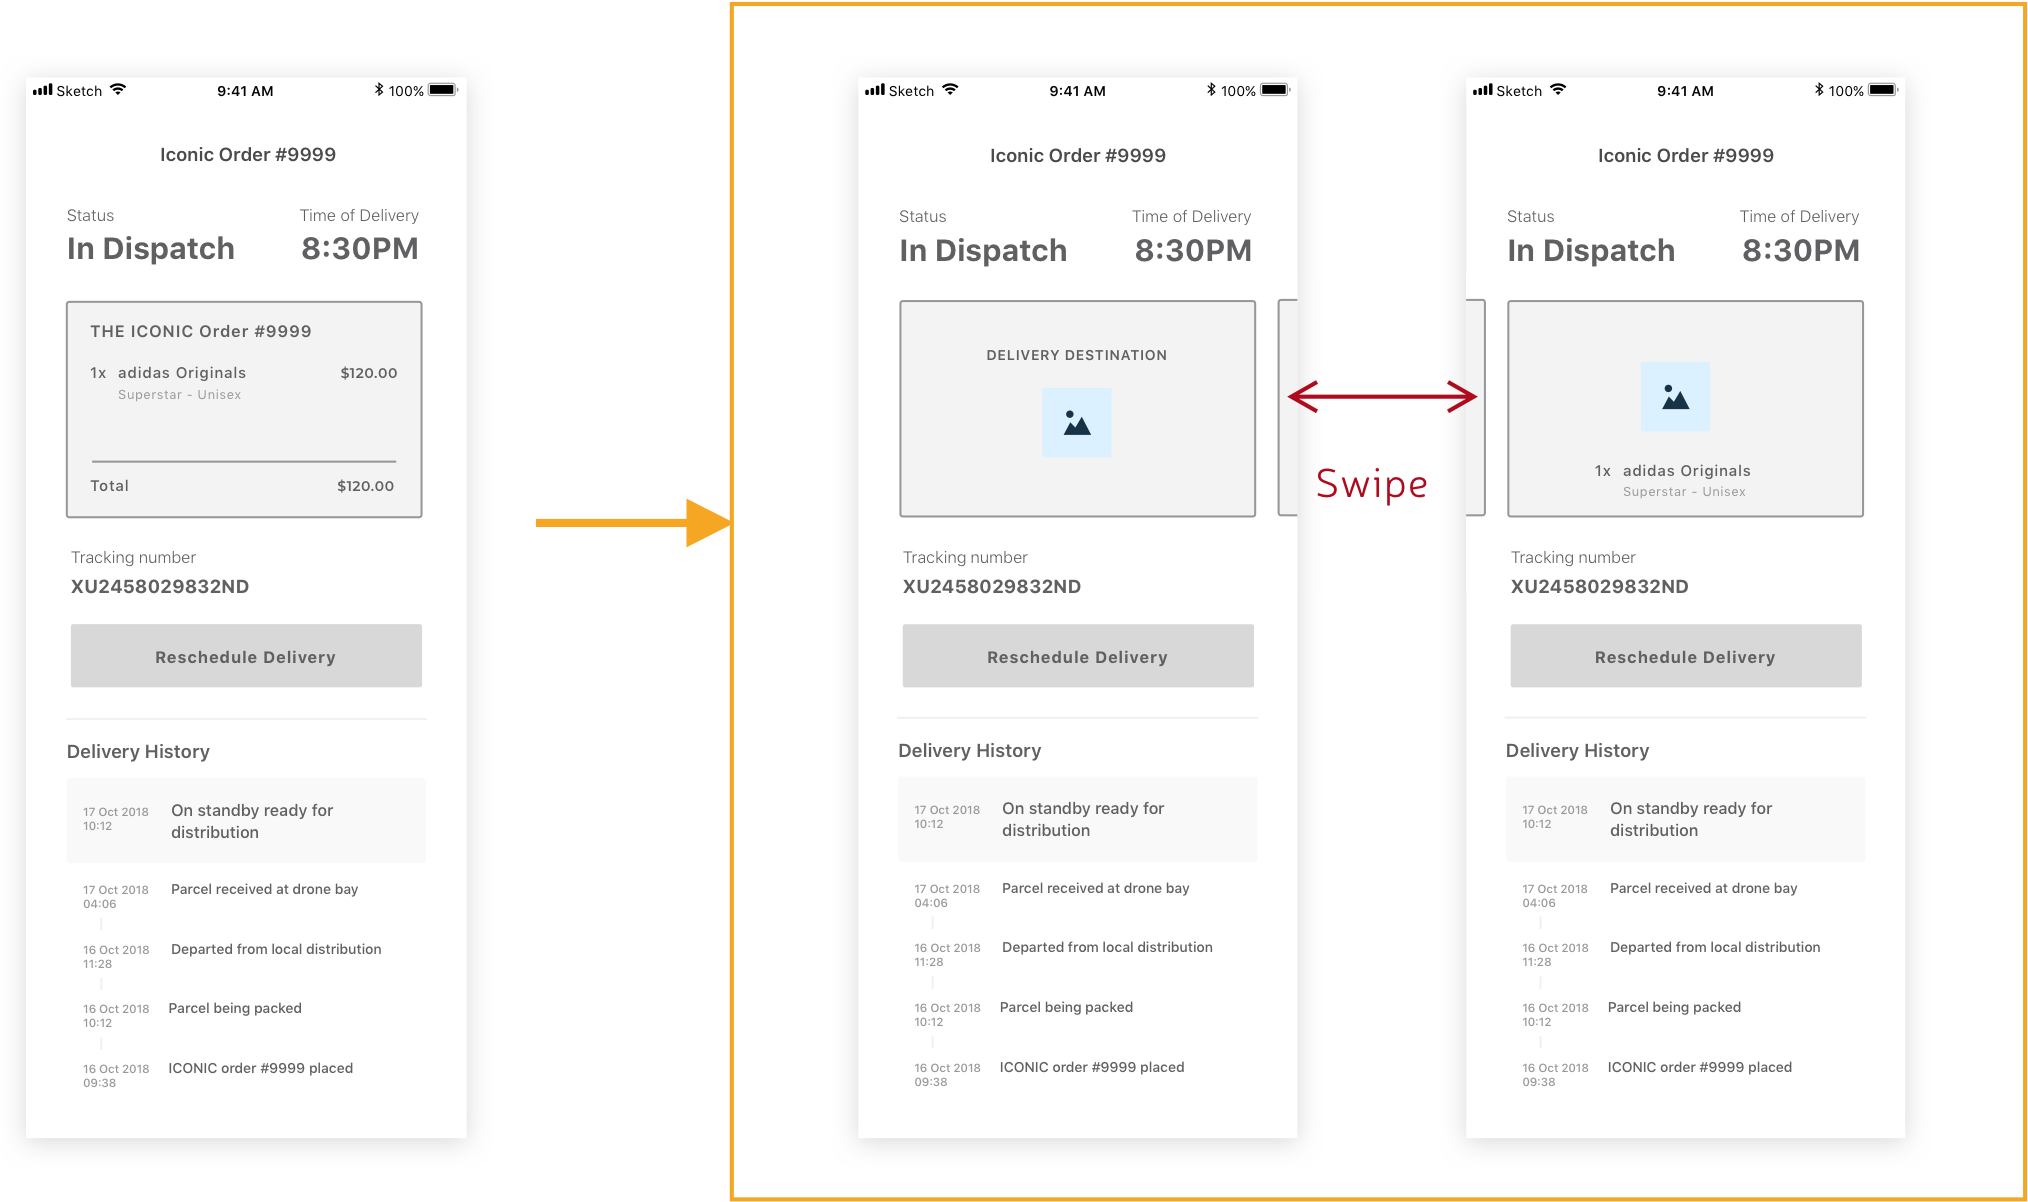 Sketch 9:41 AM 100%
Iconic Order #9999
Status Time of Delivery
In Dispatch 8:30PM
THE ICONIC Order #9999
1x adidas Originals $120.00
Superstar - Unisex
Total $120.00
Tracking number
XU2458029832ND
Reschedule Delivery
Delivery History
17 Oct 2018 On standby ready for
10:12 distribution
17 Oct 2018 Parcel received at drone bay
04:06
16 Oct 2018 Departed from local distribution
11:28
16 Oct 2018 Parcel being packed
10:12
16 Oct 2018 ICONIC order #9999 placed
09:38
Sketch 9:41 AM 100%
Iconic Order #9999
Status Time of Delivery
In Dispatch 8:30PM
DELIVERY DESTINATION
Tracking number
XU2458029832ND
Reschedule Delivery
Delivery History
17 Oct 2018 On standby ready for
10:12 distribution
17 Oct 2018 Parcel received at drone bay
04:06
16 Oct 2018 Departed from local distribution
11:28
16 Oct 2018 Parcel being packed
10:12
16 Oct 2018 ICONIC order #9999 placed
09:38
Swipe
Sketch 9:41 AM 100%
Iconic Order #9999
Status Time of Delivery
In Dispatch 8:30PM
1x adidas Originals
Superstar - Unisex
Tracking number
XU2458029832ND
Reschedule Delivery
Delivery History
17 Oct 2018 On standby ready for
10:12 distribution
17 Oct 2018 Parcel received at drone bay
04:06
16 Oct 2018 Departed from local distribution
11:28
16 Oct 2018 Parcel being packed
10:12
16 Oct 2018 ICONIC order #9999 placed
09:38